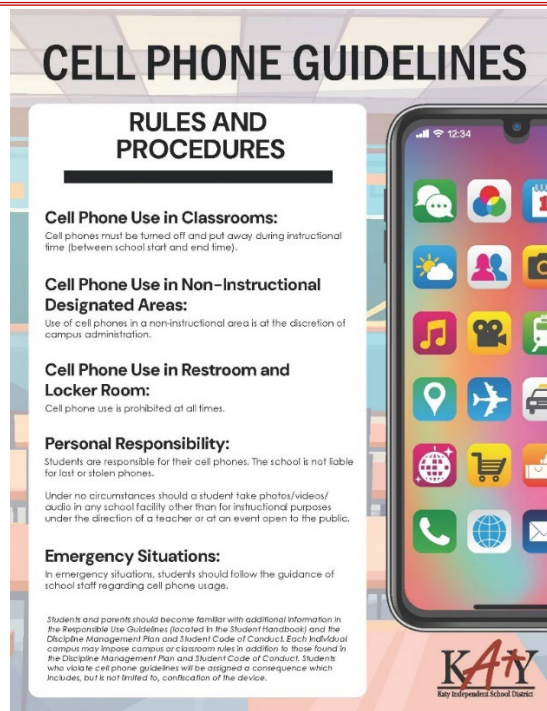 CELL PHONE GUIDELINES
RULES AND
PROCEDURES
Cell Phone Use in Classrooms:
Cell phones must be turned off and put away during instructional
time (between school start and end time).
Cell Phone Use in Non-Instructional
Designated Areas:
Use of cell phones in a non-instructional area is at the discretion of
campus administration.
Cell Phone Use in Restroom and
Locker Room:
Cell phone use is prohibited at all times.
Personal Responsibility:
Students are responsible for their cell phones. The school is not liable
for lost or stolen phones.
Under no circumstances should a student take photos/videos/
audio in any school facility other than for instructional purposes
under the direction of a teacher or at an event open to the public.
Emergency Situations:
In emergency situations, students should follow the guidance of
school staff regarding cell phone usage.
Students and parents should become familiar with additional information in
the Responsible Use Guidelines (located in the Student Handbook) and the
Discipline Management Plan and Student Code of Conduct. Each individual
campus may impose campus or classroom rules in addition to those found in
the Discipline Management Plan and Student Code of Conduct. Students
who violate cell phone guidelines will be assigned a consequence which
includes, but is not limited to, confiscation of the device.
12:34
1
KATY
Katy Independent School District